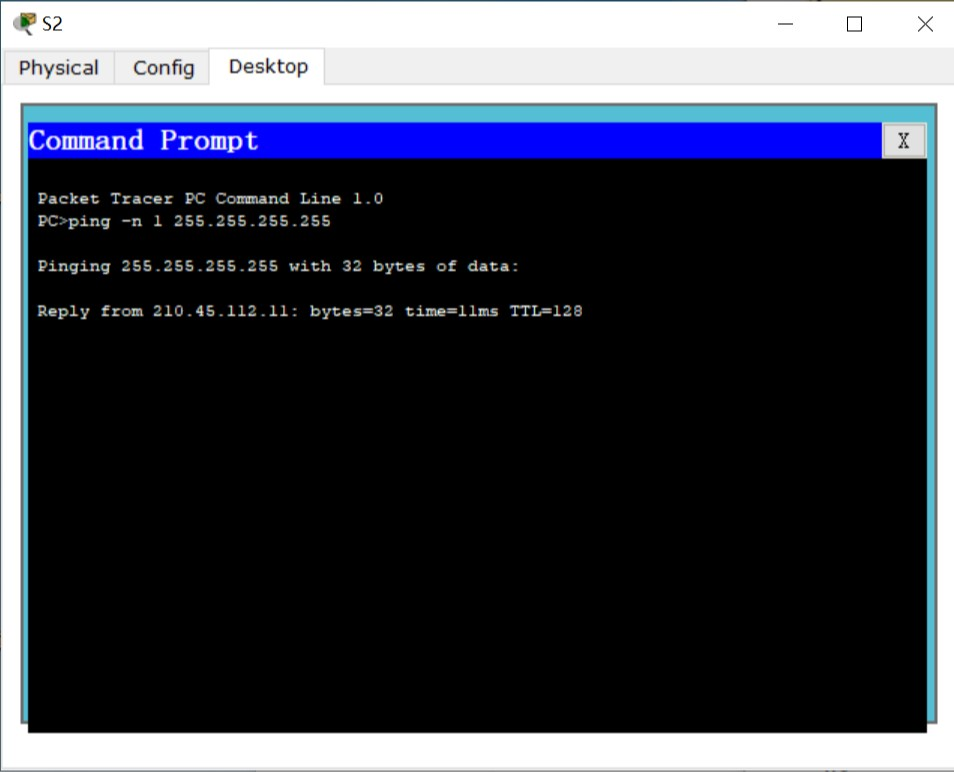 S2
Physical Config Desktop
Command Prompt
X
Packet Tracer PC Command Line 1.0
PC>ping -n 1 255.255.255.255
Pinging 255.255.255.255 with 32 bytes of data:
Reply from 210.45.112.11: bytes=32 time=11ms TTL=128